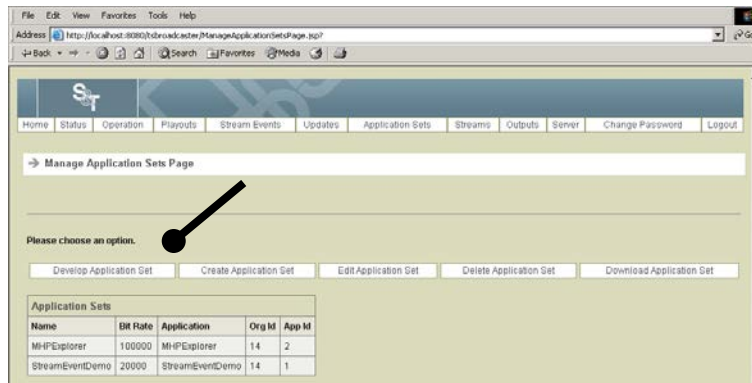 File Edit View Favorites Tools Help
Address http://localhost:8080/tsbroadcaster/ManageApplicationSetsPage.jsp?
Back Search Favorites Media
S T
Home Status Operation Playouts Stream Events Updates Application Sets Streams Outputs Server Change Password Logout
Manage Application Sets Page
Please choose an option.
Develop Application Set Create Application Set Edit Application Set Delete Application Set Download Application Set
Application Sets
Name Bit Rate Application Org Id App Id
MHPExplorer 100000 MHPExplorer 14 2
StreamEventDemo 20000 StreamEventDemo 14 1